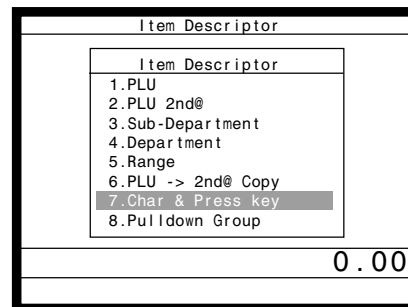 Item Descriptor
Item Descriptor
1.PLU
2.PLU 2nd@
3.Sub-Department
4.Department
5.Range
6.PLU -> 2nd@ Copy
7.Char & Press key
8.Pulldown Group
0.00